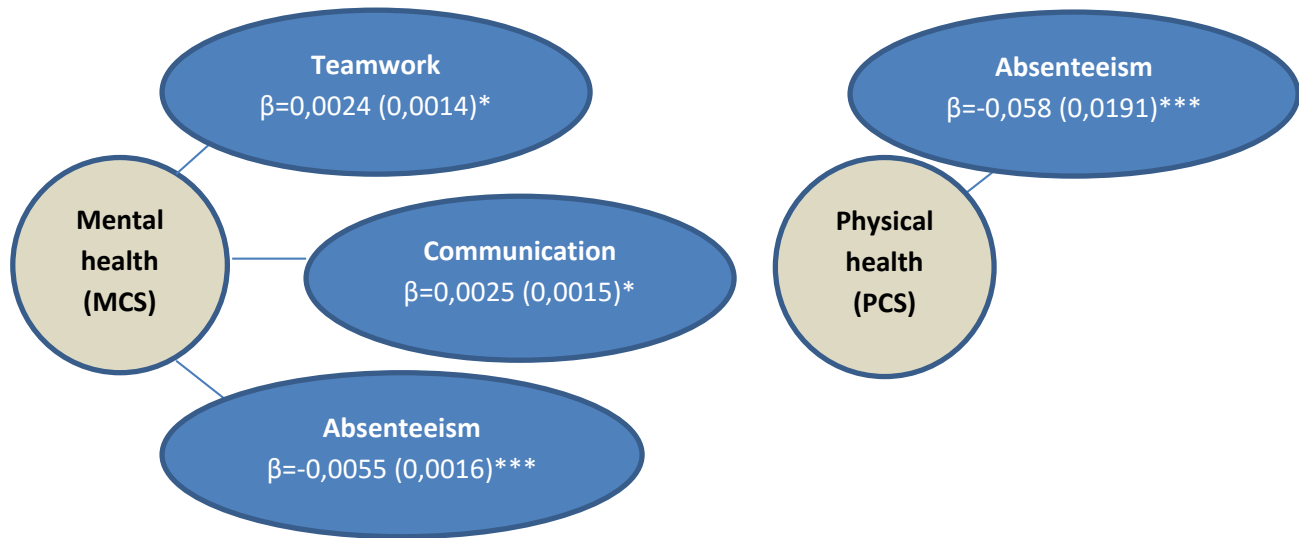 Teamwork
β=0,0024 (0,0014)*
Mental
health
(MCS)
Communication
β=0,0025 (0,0015)*
Absenteeism
β=-0,0055 (0,0016)***
Absenteeism
β=-0,058 (0,0191)***
Physical
health
(PCS)